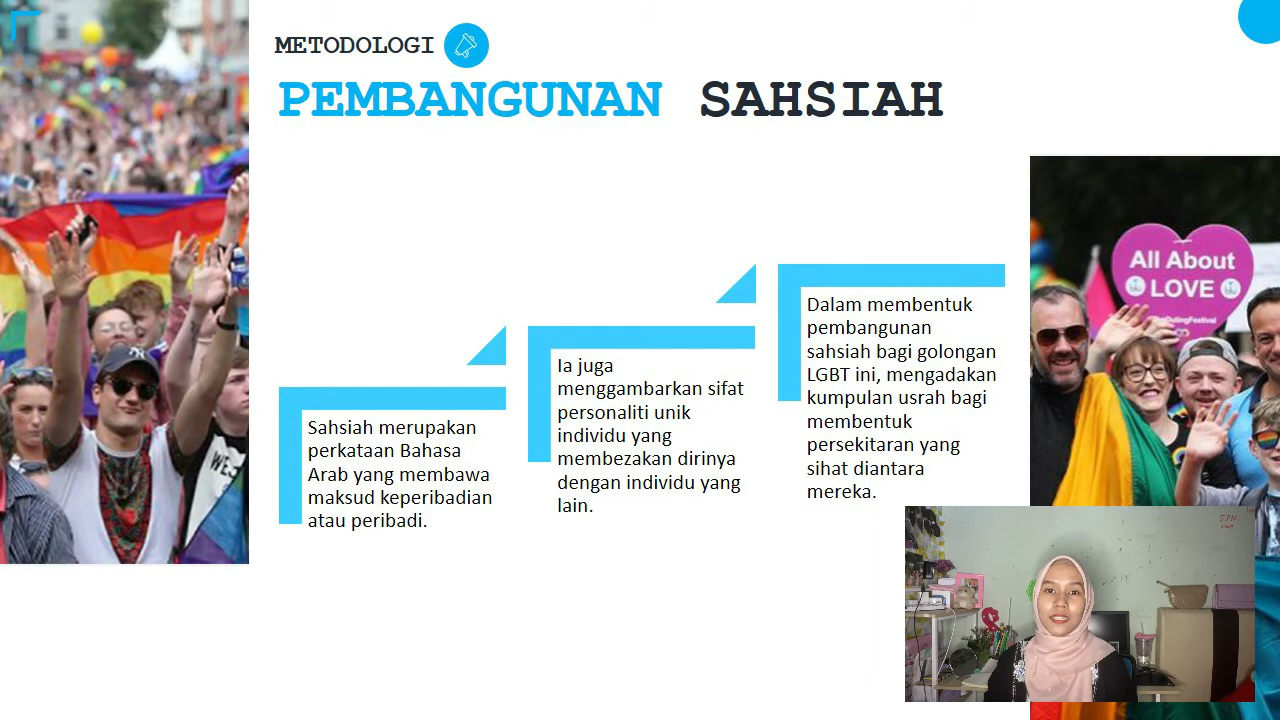 METODOLOGI
PEMBANGUNAN SAHSIAH
Sahsiah merupakan
perkataan Bahasa
Arab yang membawa
maksud keperibadian
atau peribadi.
Ia juga
menggambarkan sifat
personaliti unik
individu yang
membezakan dirinya
dengan individu yang
lain.
Dalam membentuk
pembangunan
sahsiah bagi golongan
LGBT ini, mengadakan
kumpulan usrah bagi
membentuk
persekitaran yang
sihat diantara
mereka.
All About
LOVE